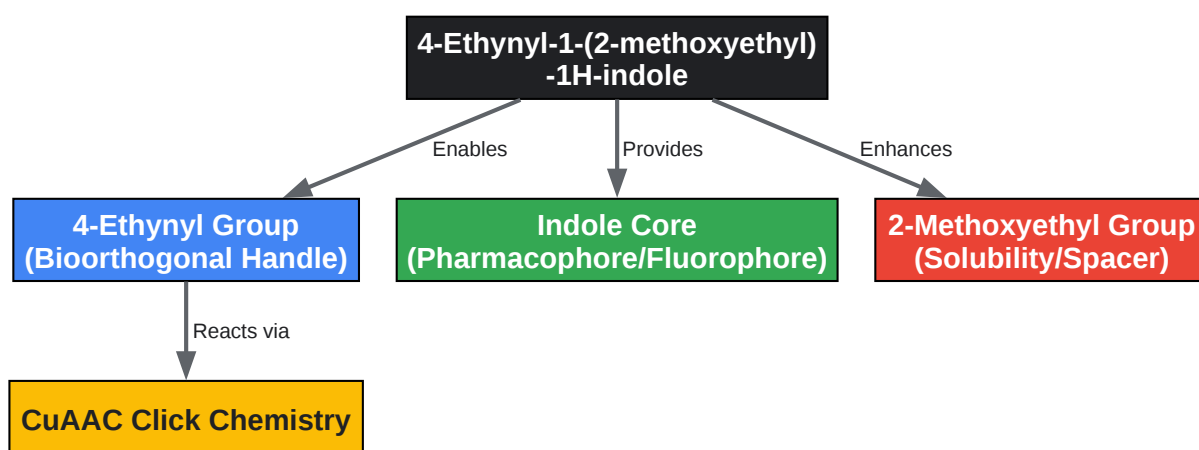 4-Ethynyl-1-(2-methoxyethyl)
-1H-indole
Enables
Provides
Enhances
4-Ethynyl Group
(Bioorthogonal Handle)
Indole Core
(Pharmacophore/Fluorophore)
2-Methoxyethyl Group
(Solubility/Spacer)
Reacts via
CuAAC Click Chemistry